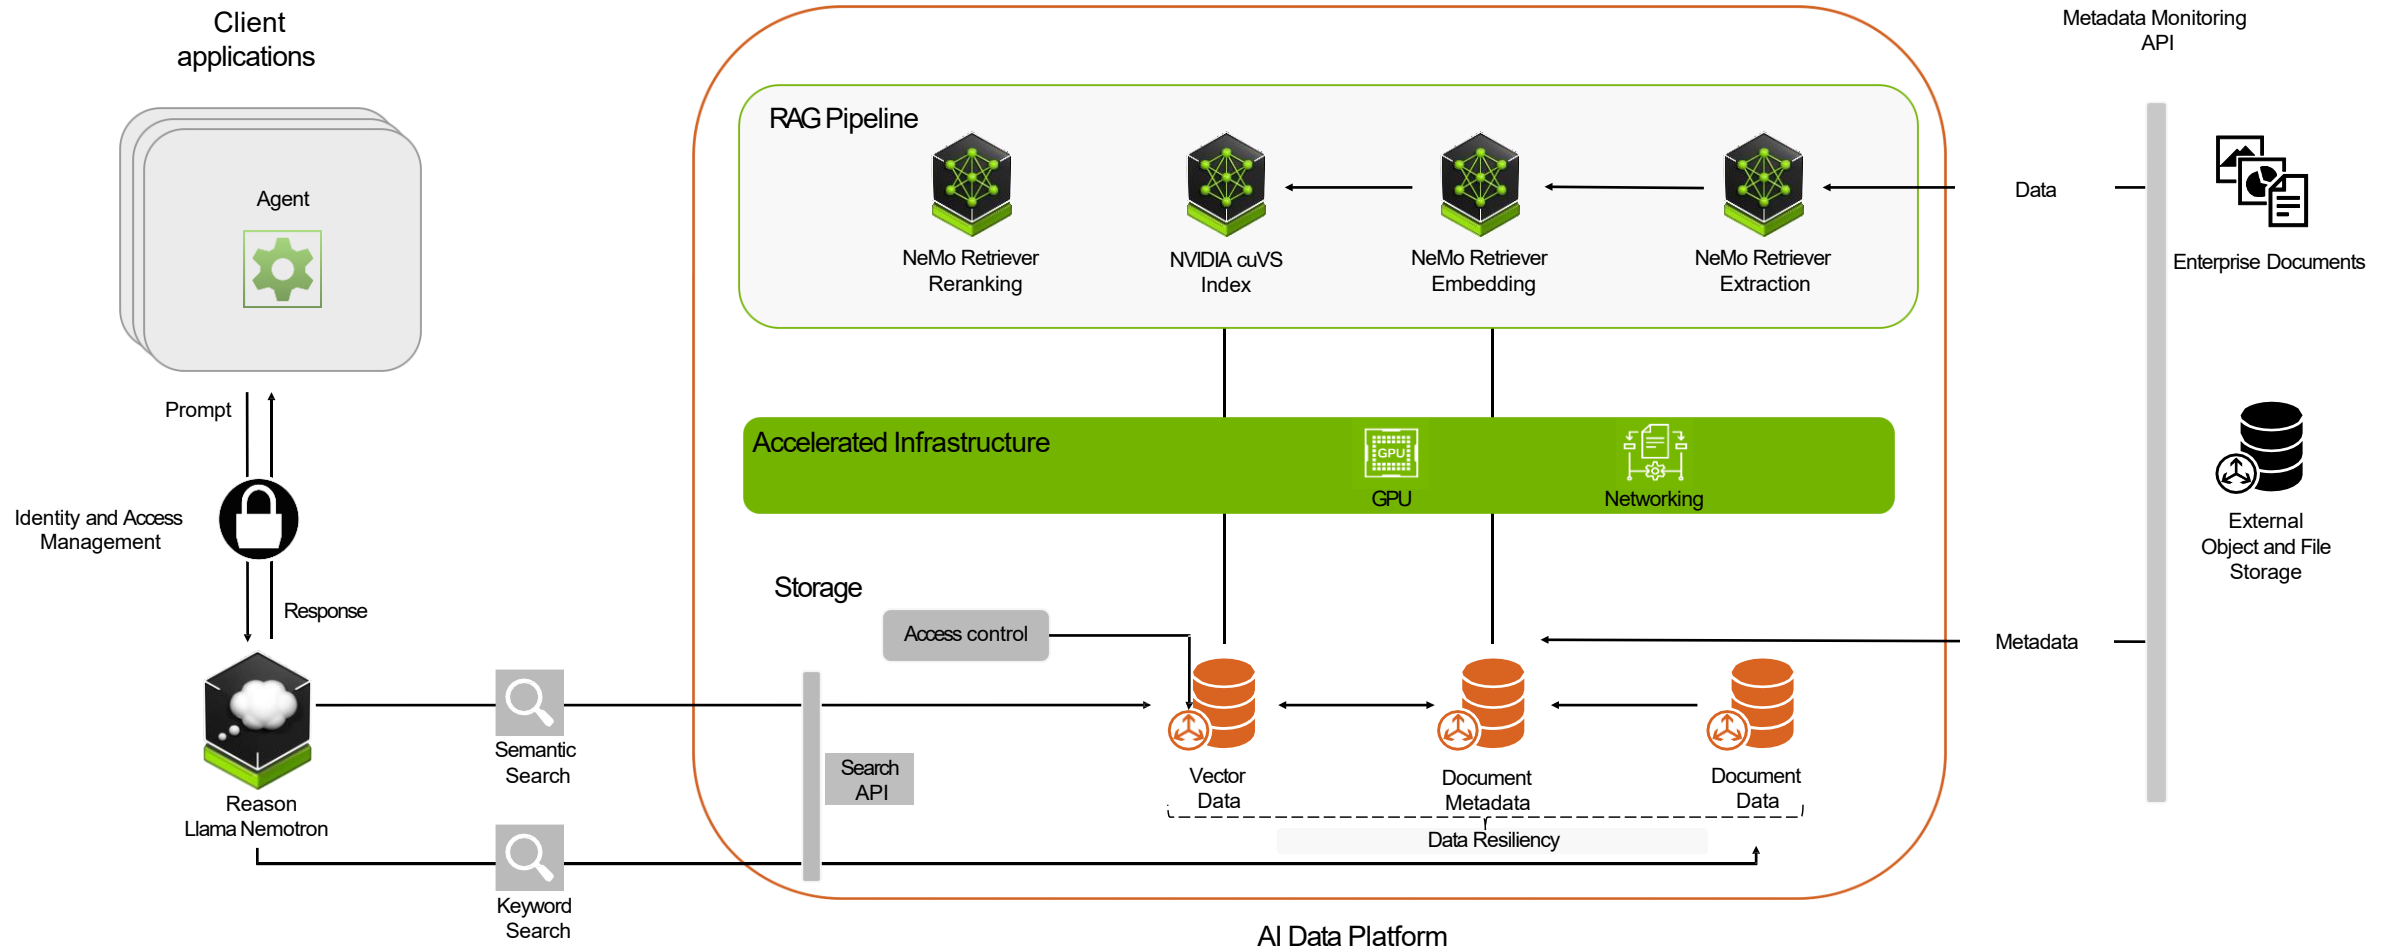 Client
applications
Agent
Prompt
Identity and Access
Management
Response
Reason
Llama Nemotron
Semantic
Search
Keyword
Search
RAG Pipeline
NeMo Retriever
Reranking
NVIDIA cuVS
Index
NeMo Retriever
Embedding
NeMo Retriever
Extraction
Accelerated Infrastructure
GPU
GPU
Networking
Storage
Access control
Search
API
Vector
Data
Document
Metadata
Document
Data
Data Resiliency
AI Data Platform
Metadata Monitoring
API
Data
Enterprise Documents
External
Object and File
Storage
Metadata